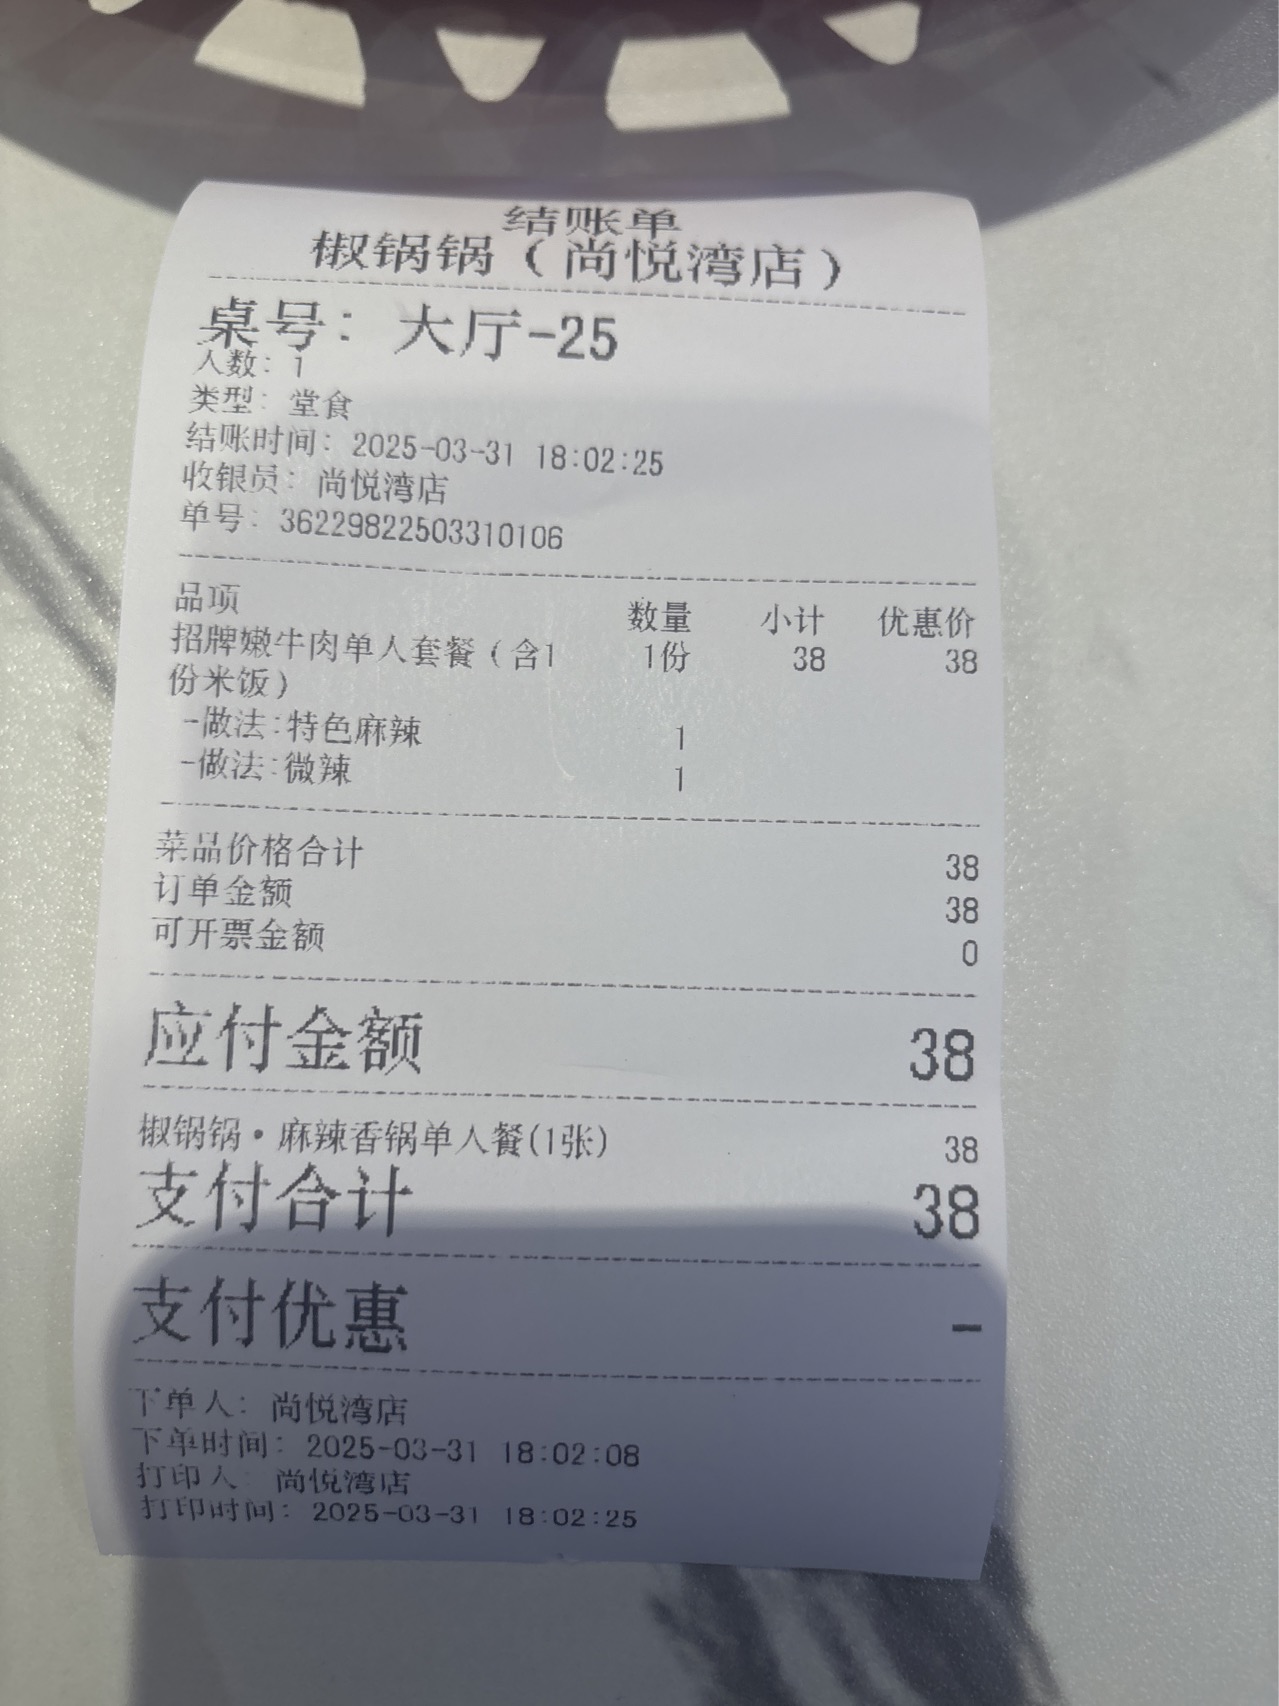 结账单
椒锅锅（尚悦湾店）
桌号：大厅-25
人数：1
类型：堂食
结账时间：2025-03-31 18:02:25
收银员：尚悦湾店
单号：36229822503310106
品项 数量 小计 优惠价
招牌嫩牛肉单人套餐（含1 1份 38 38
份米饭）
-做法:特色麻辣 1
-做法:微辣 1
菜品价格合计 38
订单金额 38
可开票金额 0
应付金额 38
椒锅锅•麻辣香锅单人餐(1张) 38
支付合计 38
支付优惠 -
下单人：尚悦湾店
下单时间：2025-03-31 18:02:08
打印人：尚悦湾店
打印时间：2025-03-31 18:02:25